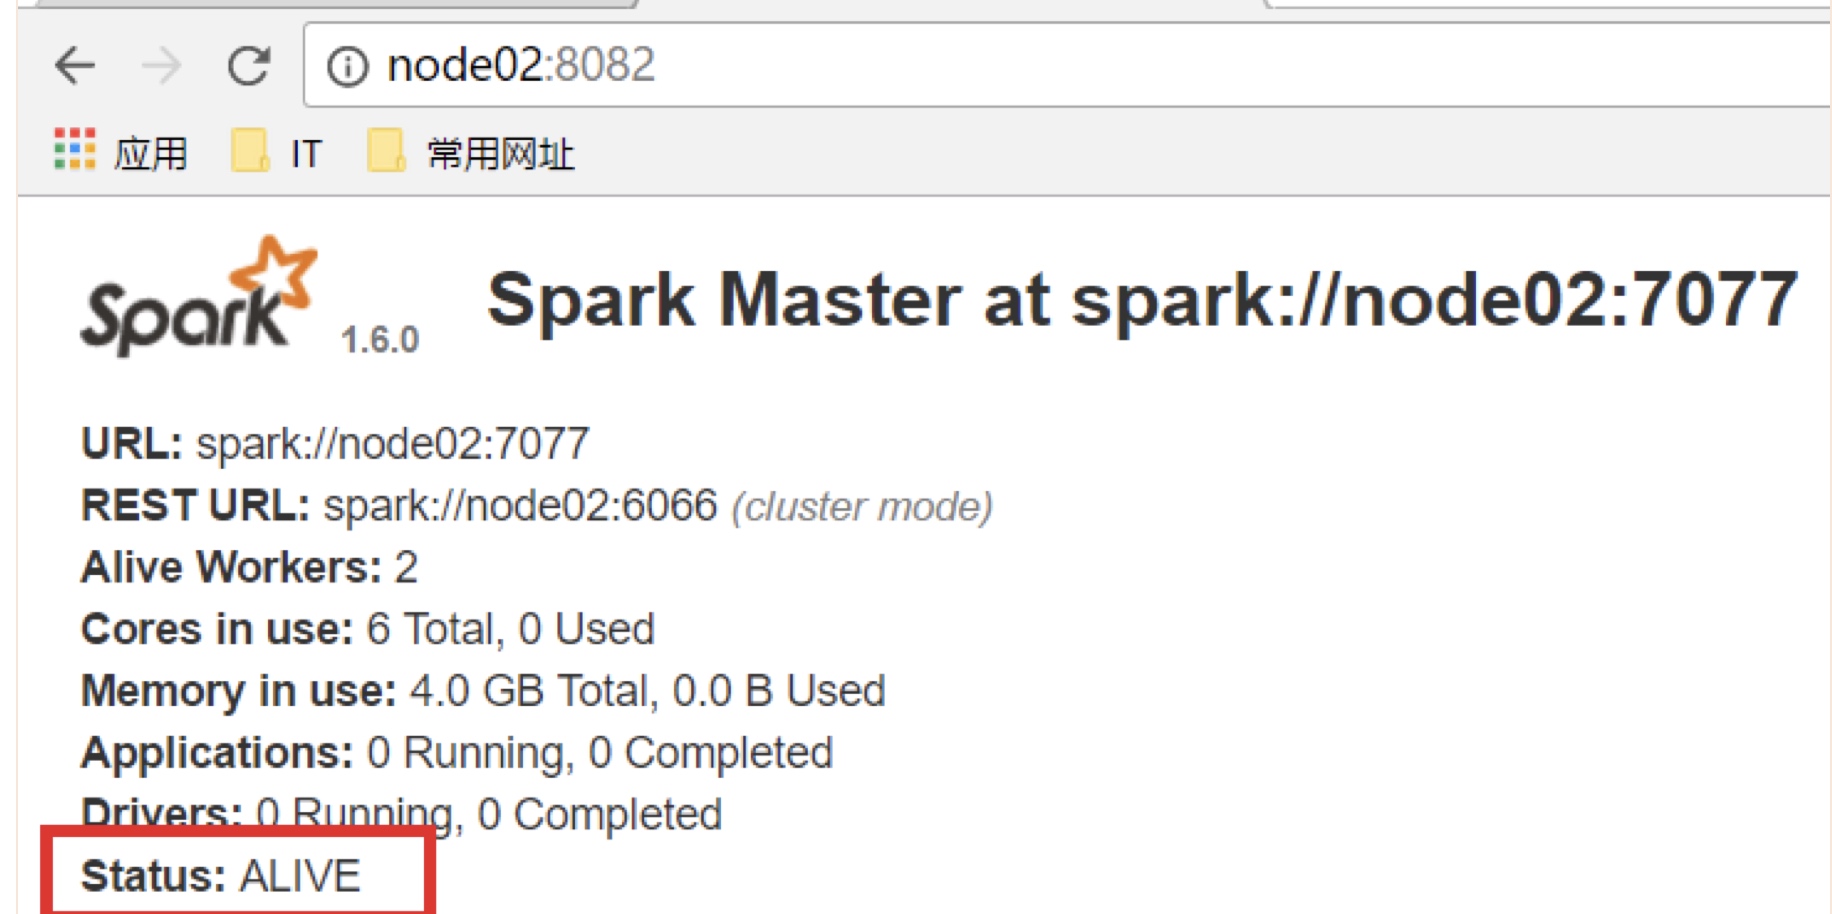 node02:8082
应用 IT 常用网址
Spark 1.6.0 Spark Master at spark://node02:7077
URL: spark://node02:7077
REST URL: spark://node02:6066 (cluster mode)
Alive Workers: 2
Cores in use: 6 Total, 0 Used
Memory in use: 4.0 GB Total, 0.0 B Used
Applications: 0 Running, 0 Completed
Drivers: 0 Running, 0 Completed
Status: ALIVE